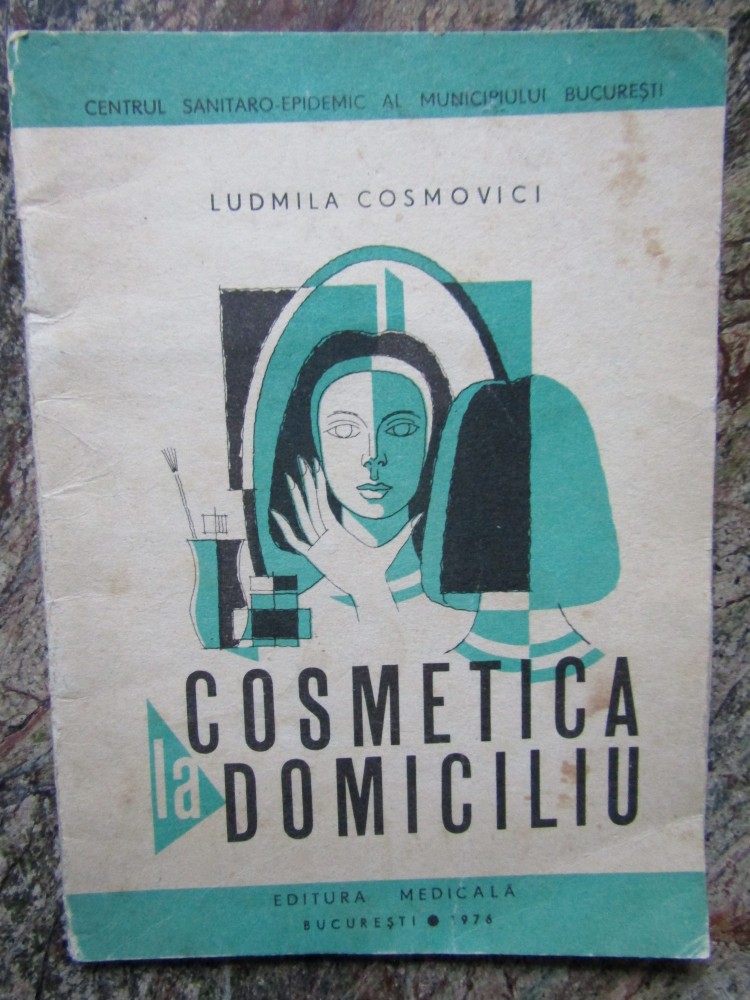 CENTRUL SANITARO-EPIDEMIC AL MUNICIPIULUI BUCUREȘTI
LUDMILA COSMOVICI
COSMETICA
la DOMICILIU
EDITURA MEDICALĂ
BUCUREȘTI ● 1976